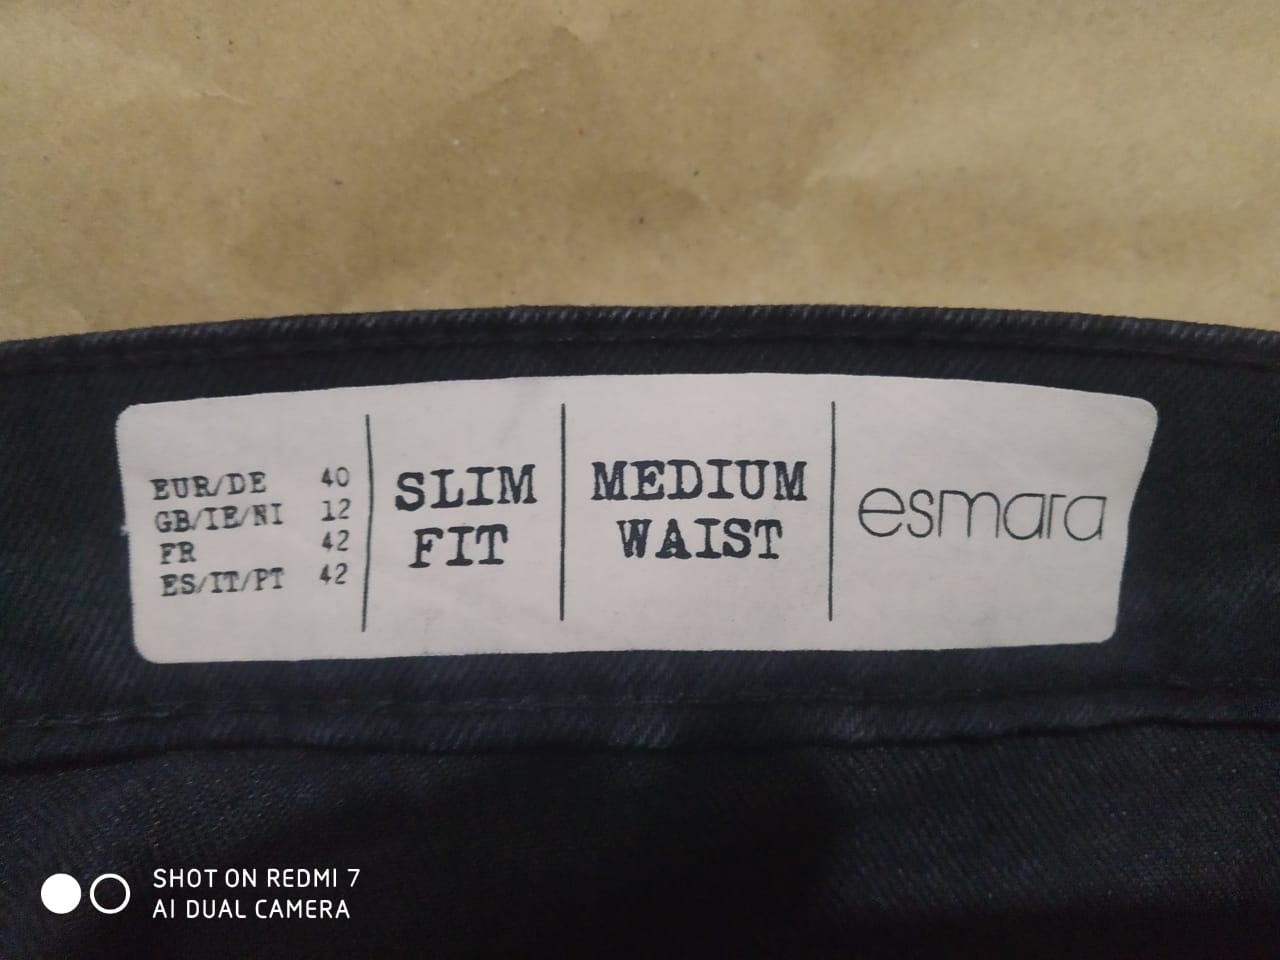 EUR/DE 40
GB/IE/NI 12
FR 42
ES/IT/PT 42
SLIM
FIT
MEDIUM
WAIST
esmara
SHOT ON REDMI 7
AI DUAL CAMERA